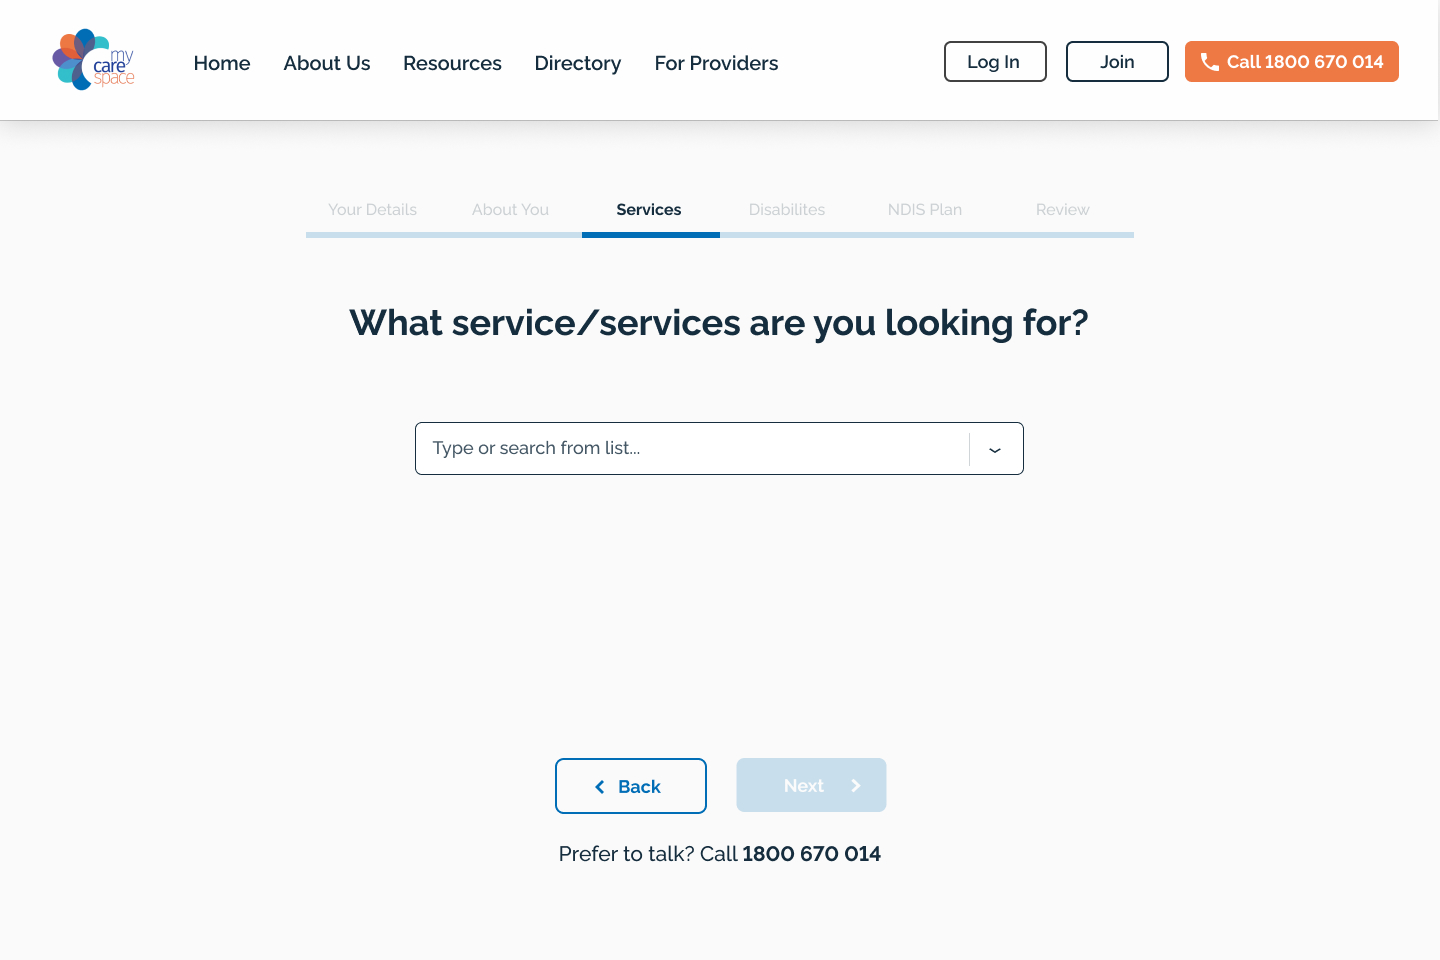 my
care
space
Home About Us Resources Directory For Providers Log In Join Call 1800 670 014
Your Details About You Services Disabilites NDIS Plan Review
What service/services are you looking for?
Type or search from list...
Back Next
Prefer to talk? Call 1800 670 014